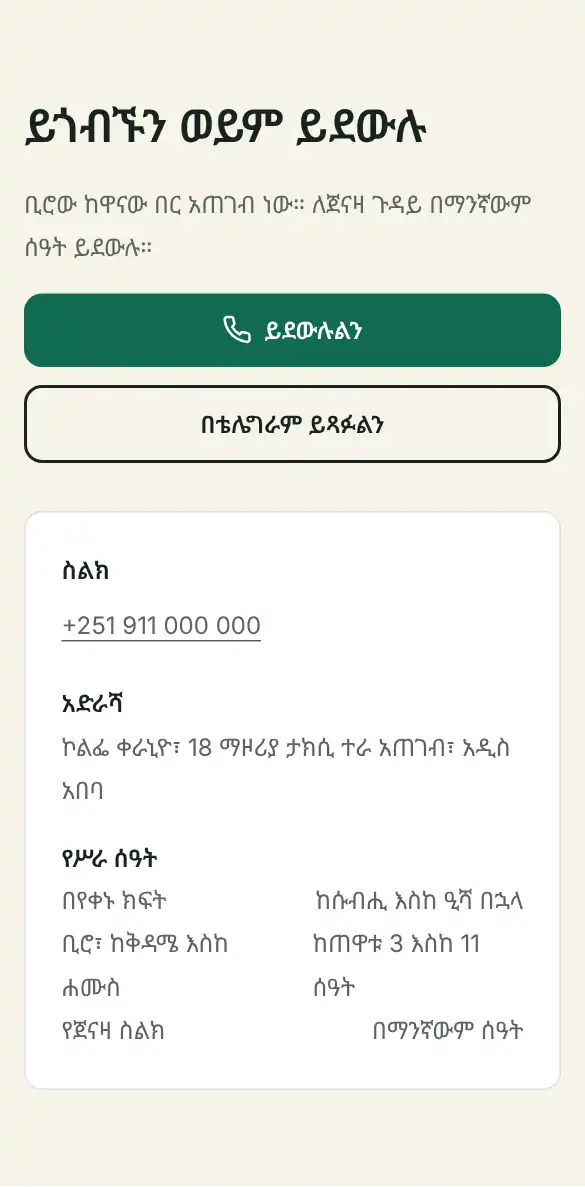 ይጎብኙን ወይም ይደውሉ
ቢሮው ከዋናው በር አጠገብ ነው። ለጀናዛ ጉዳይ በማንኛውም
ሰዓት ይደውሉ።
ይደውሉልን
በቴሌግራም ይጻፉልን
ስልክ
+251 911 000 000
አድራሻ
ኮልፌ ቀራኒዮ፣ 18 ማዞሪያ ታክሲ ተራ አጠገብ፣ አዲስ
አበባ
የሥራ ሰዓት
በየቀኑ ክፍት ከሱብሒ እስከ ዒሻ በኋላ
ቢሮ፣ ከቅዳሜ እስከ ከጠዋቱ 3 እስከ 11
ሐሙስ ሰዓት
የጀናዛ ስልክ በማንኛውም ሰዓት